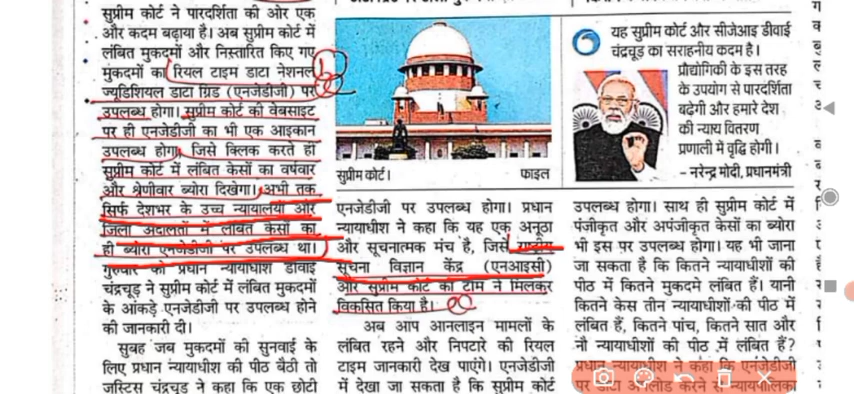 सुप्रीम कोर्ट ने पारदर्शिता की ओर एक
और कदम बढ़ाया है। अब सुप्रीम कोर्ट में
लंबित मुकदमों और निस्तारित किए गए
मुकदमों का रियल टाइम डाटा नेशनल
ज्यूडिशियल डाटा ग्रिड (एनजेडीजी) पर
उपलब्ध होगा। सुप्रीम कोर्ट की वेबसाइट
पर ही एनजेडीजी का भी एक आइकान
उपलब्ध होगा, जिसे क्लिक करते ही
सुप्रीम कोर्ट में लंबित केसों का वर्षवार
और श्रेणीवार ब्योरा दिखेगा। अभी तक
सिर्फ देशभर के उच्च न्यायालयों और
जिला अदालतों में लंबित केसों का
ही ब्योरा एनजेडीजी पर उपलब्ध था।
गुरुवार को प्रधान न्यायाधीश डीवाई
चंद्रचूड़ ने सुप्रीम कोर्ट में लंबित मुकदमों
के आंकड़े एनजेडीजी पर उपलब्ध होने
की जानकारी दी।
सुबह जब मुकदमों की सुनवाई के
लिए प्रधान न्यायाधीश की पीठ बैठी तो
जस्टिस चंद्रचूड़ ने कहा कि एक छोटी
सुप्रीम कोर्ट। फाइल
एनजेडीजी पर उपलब्ध होगा। प्रधान
न्यायाधीश ने कहा कि यह एक अनूठा
और सूचनात्मक मंच है, जिसे राष्ट्रीय
सूचना विज्ञान केंद्र (एनआइसी)
और सुप्रीम कोर्ट की टीम ने मिलकर
विकसित किया है।
अब आप आनलाइन मामलों के
लंबित रहने और निपटारे की रियल
टाइम जानकारी देख पाएंगे। एनजेडीजी
में देखा जा सकता है कि सुप्रीम कोर्ट
यह सुप्रीम कोर्ट और सीजेआइ डीवाई
चंद्रचूड़ का सराहनीय कदम है।
प्रौद्योगिकी के इस तरह
के उपयोग से पारदर्शिता
बढ़ेगी और हमारे देश
की न्याय वितरण
प्रणाली में वृद्धि होगी।
- नरेन्द्र मोदी, प्रधानमंत्री
उपलब्ध होगा। साथ ही सुप्रीम कोर्ट में
पंजीकृत और अपंजीकृत केसों का ब्योरा
भी इस पर उपलब्ध होगा। यह भी जाना
जा सकता है कि कितने न्यायाधीशों की
पीठ में कितने मुकदमे लंबित हैं। यानी
कितने केस तीन न्यायाधीशों की पीठ में
लंबित हैं, कितने पांच, कितने सात और
नौ न्यायाधीशों की पीठ में लंबित हैं?
प्रधान न्यायाधीश ने कहा कि एनजेडीजी
पर डाटा अपलोड करने से न्यायपालिका